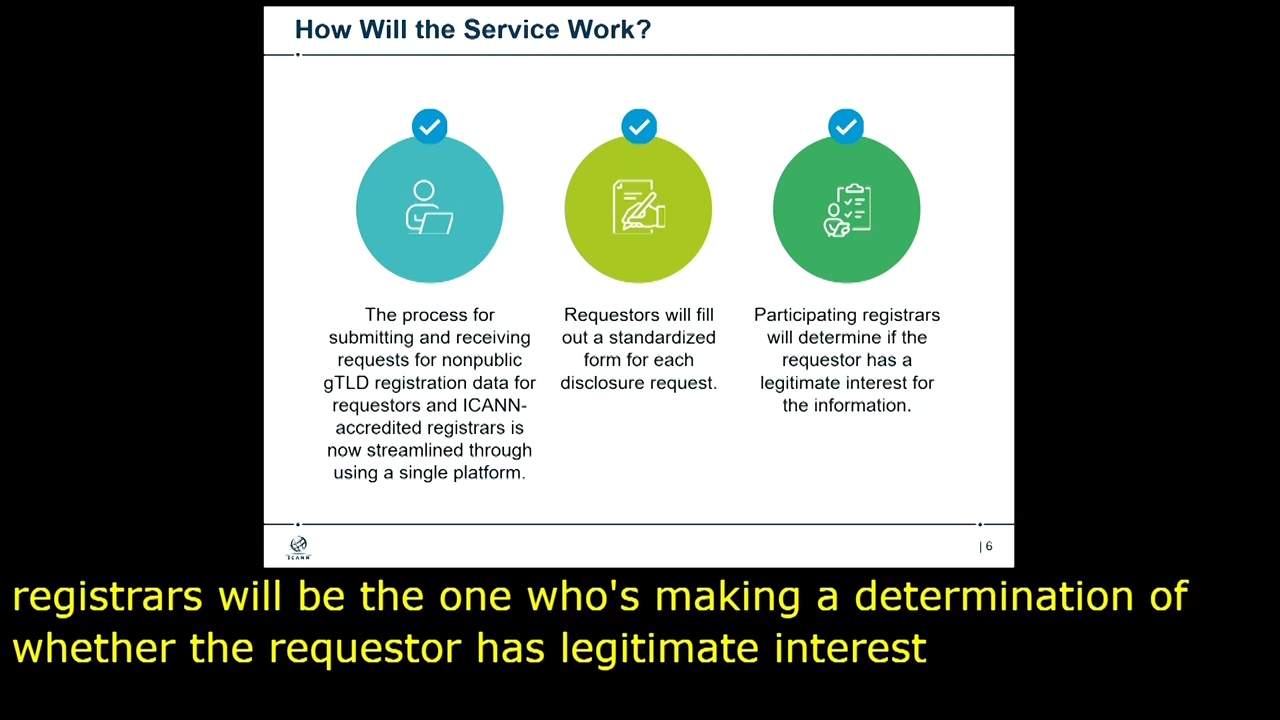 How Will the Service Work?
The process for
submitting and receiving
requests for nonpublic
gTLD registration data for
requestors and ICANN-
accredited registrars is
now streamlined through
using a single platform.
Requestors will fill
out a standardized
form for each
disclosure request.
Participating registrars
will determine if the
requestor has a
legitimate interest for
the information.
ICANN
| 6
registrars will be the one who's making a determination of
whether the requestor has legitimate interest